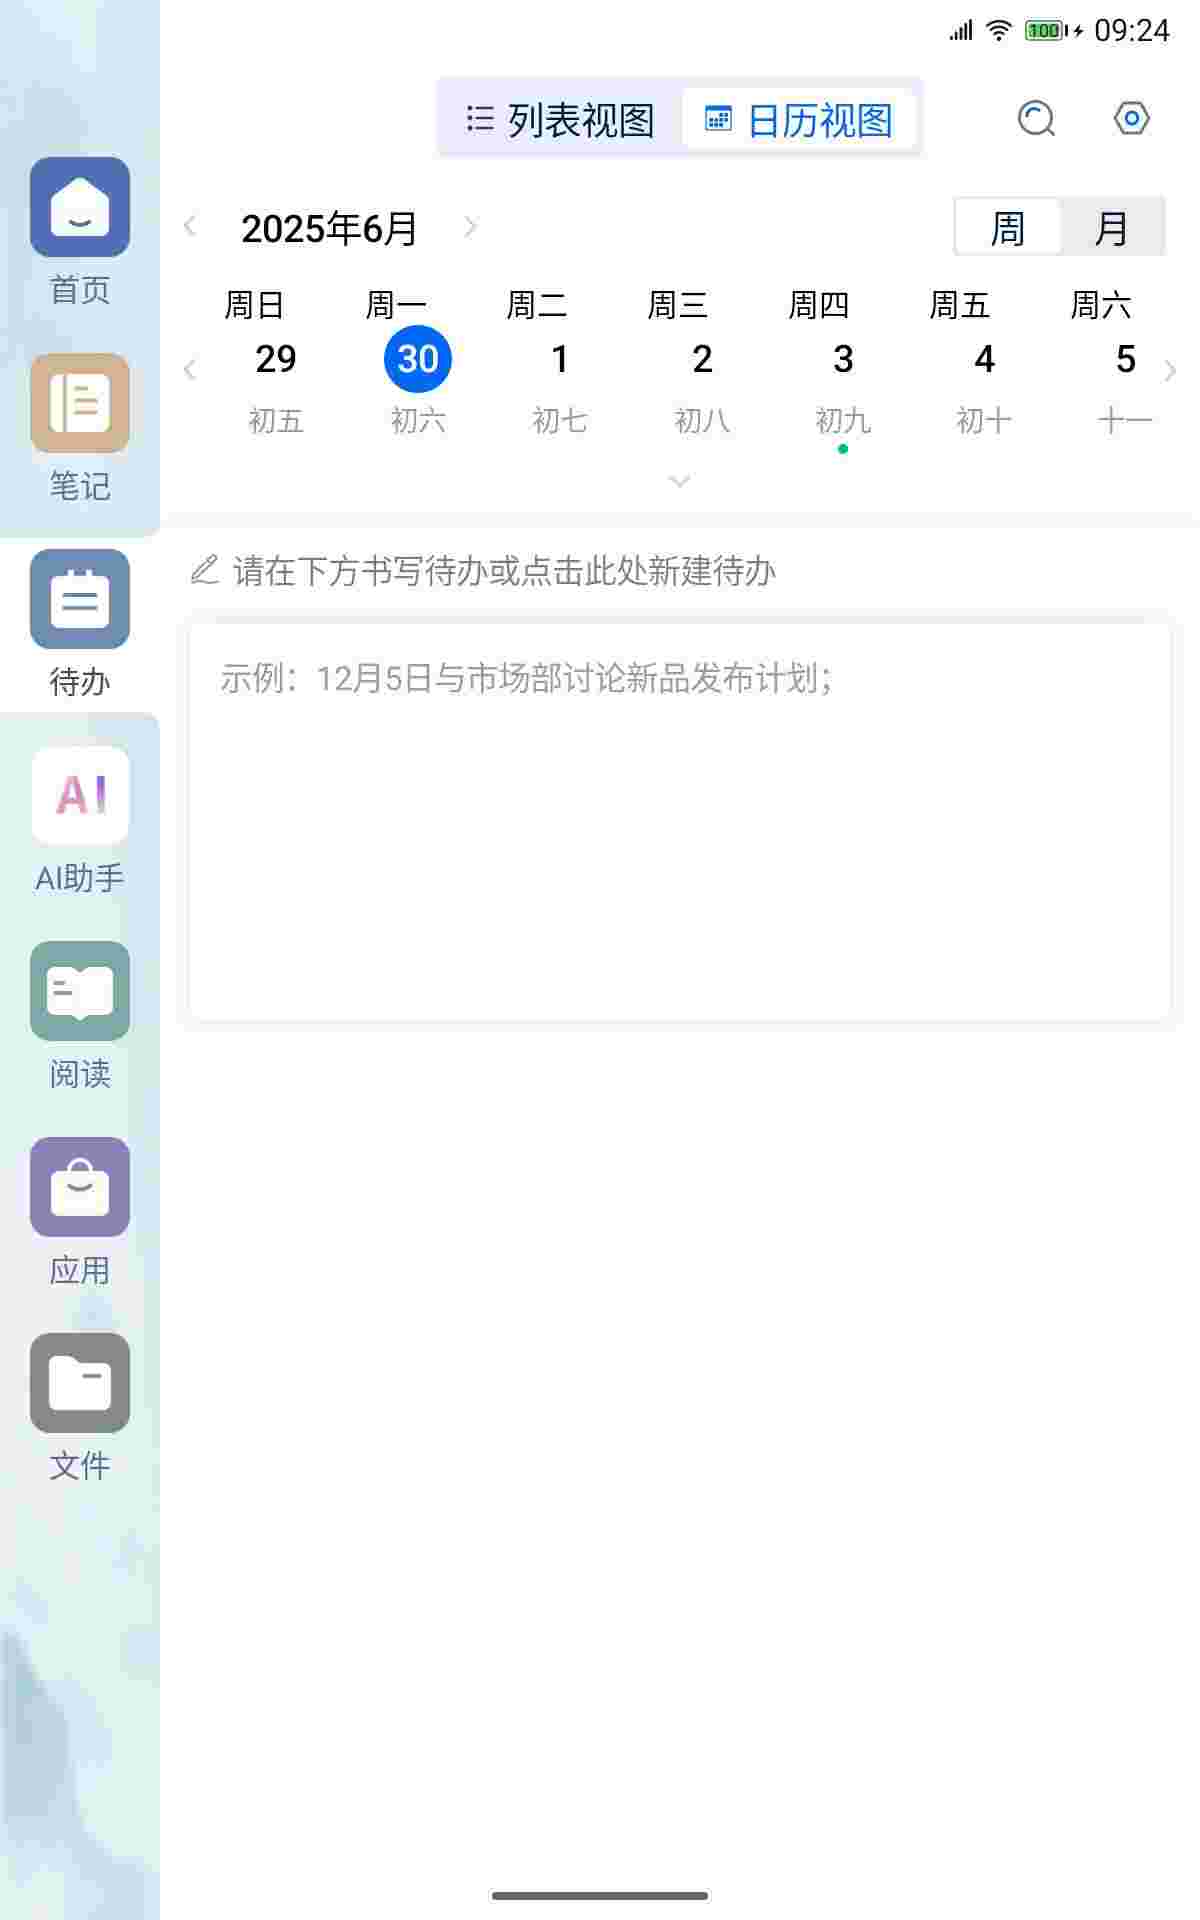 100 09:24
列表视图 日历视图
2025年6月 周 月
周日 周一 周二 周三 周四 周五 周六
29 30 1 2 3 4 5
初五 初六 初七 初八 初九 初十 十一
请在下方书写待办或点击此处新建待办
示例：12月5日与市场部讨论新品发布计划；
首页
笔记
待办
AI
AI助手
阅读
应用
文件